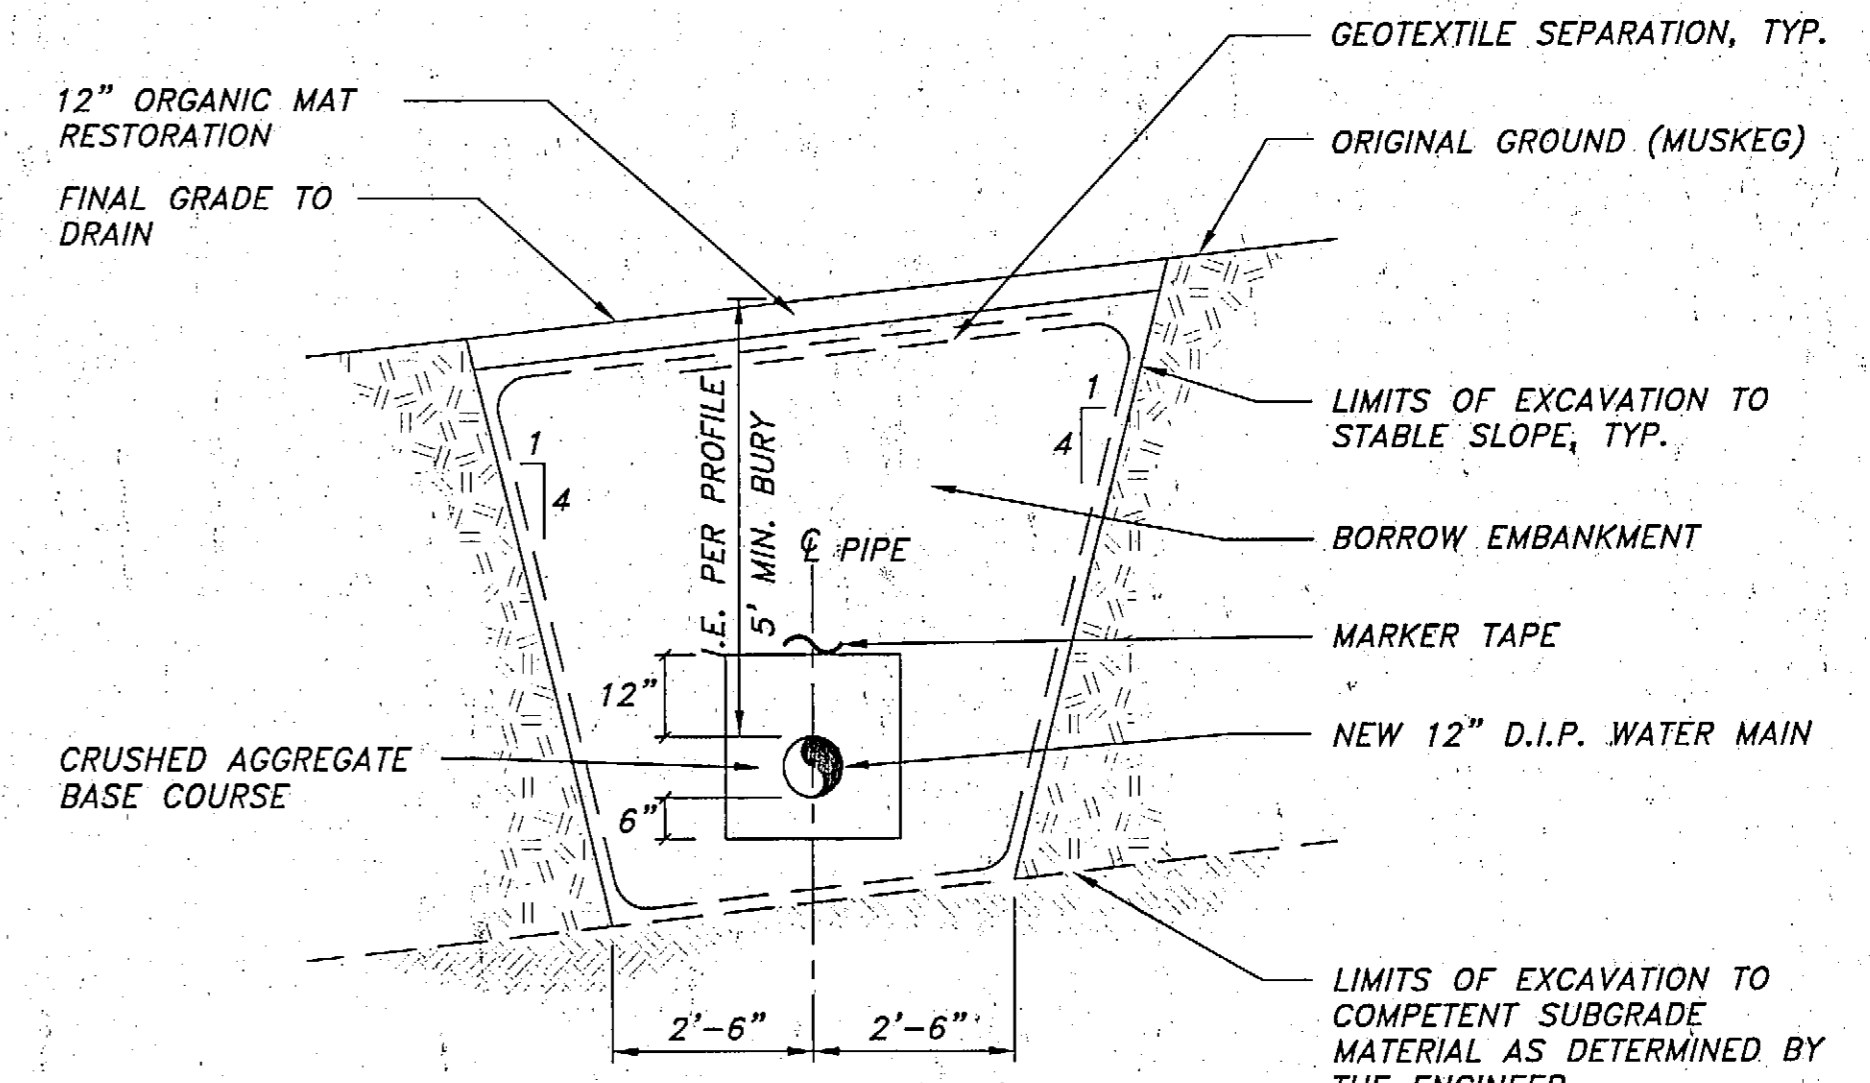 GEOTEXTILE SEPARATION, TYP.
12" ORGANIC MAT
RESTORATION
ORIGINAL GROUND (MUSKEG)
FINAL GRADE TO
DRAIN
LIMITS OF EXCAVATION TO
STABLE SLOPE, TYP.
1
4
1
4
I.E. PER PROFILE
5' MIN. BURY
℄ PIPE
BORROW EMBANKMENT
MARKER TAPE
12"
NEW 12" D.I.P. WATER MAIN
CRUSHED AGGREGATE
BASE COURSE
6"
LIMITS OF EXCAVATION TO
COMPETENT SUBGRADE
MATERIAL AS DETERMINED BY
THE ENGINEER
2'-6"
2'-6"